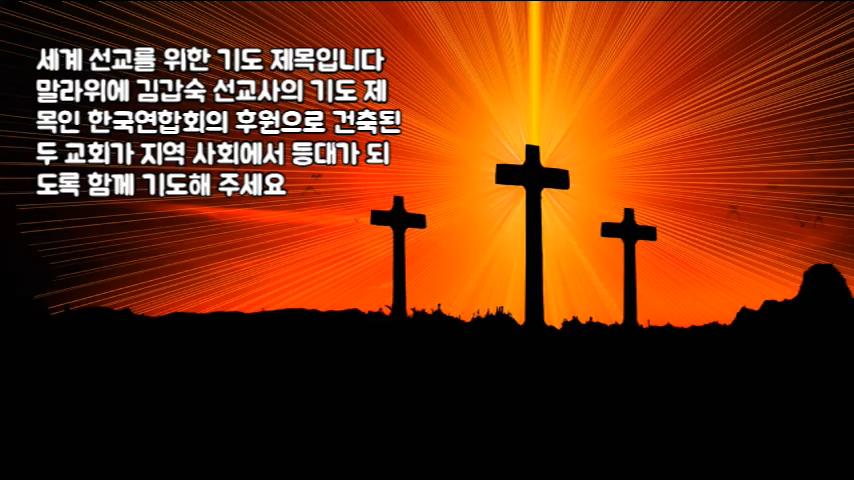 세계 선교를 위한 기도 제목입니다
말라위에 김갑숙 선교사의 기도 제
목인 한국연합회의 후원으로 건축된
두 교회가 지역 사회에서 등대가 되
도록 함께 기도해 주세요